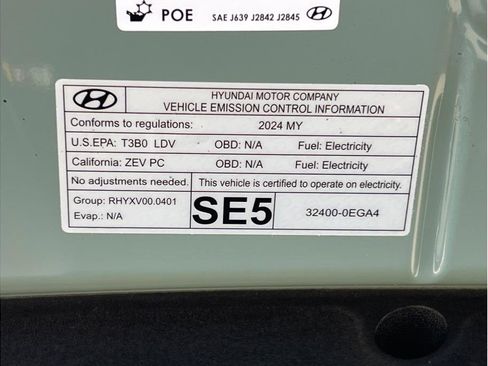 POE SAE J639 J2842 J2845
HYUNDAI MOTOR COMPANY
VEHICLE EMISSION CONTROL INFORMATION
Conforms to regulations: 2024 MY
U.S.EPA: T3B0 LDV OBD: N/A Fuel: Electricity
California: ZEV PC OBD: N/A Fuel: Electricity
No adjustments needed. This vehicle is certified to operate on electricity.
Group: RHYXV00.0401 SE5 32400-0EGA4
Evap.: N/A